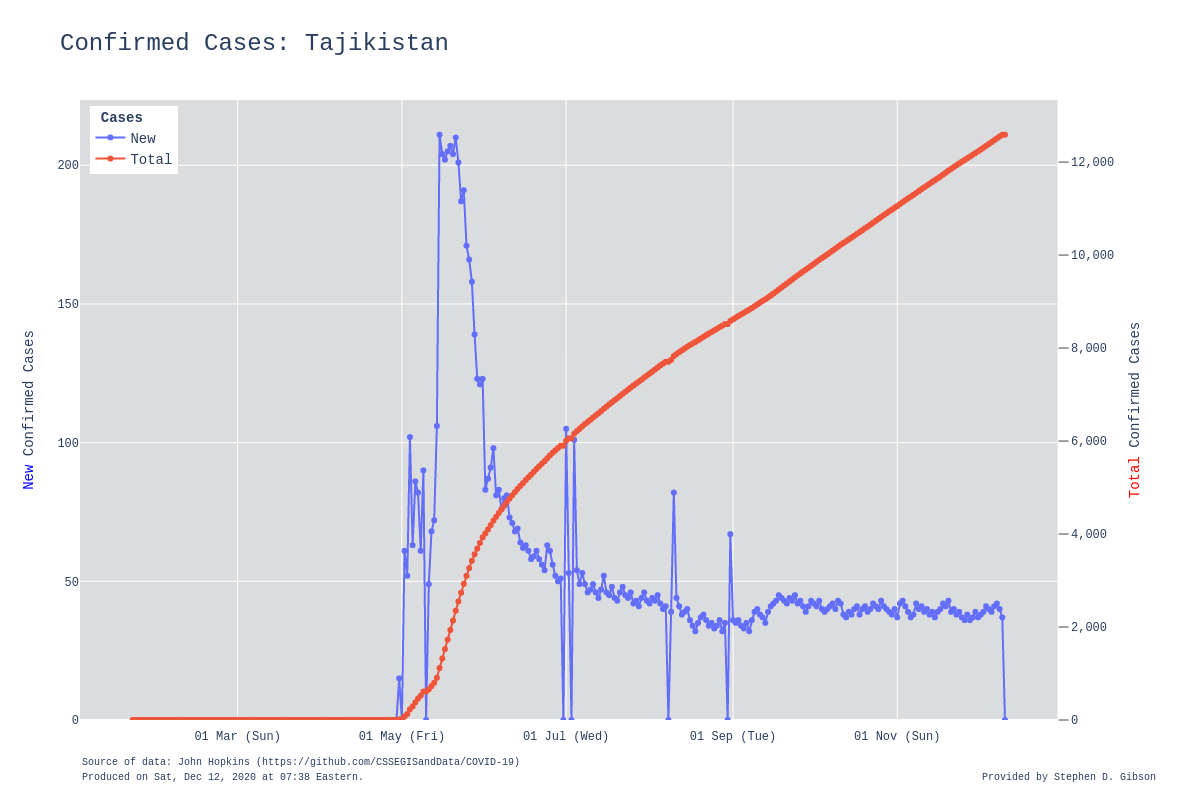 Confirmed Cases: Tajikistan
Cases
New
Total
200
150
100
50
0
12,000
10,000
8,000
6,000
4,000
2,000
0
New Confirmed Cases
Total Confirmed Cases
01 Mar (Sun)
01 May (Fri)
01 Jul (Wed)
01 Sep (Tue)
01 Nov (Sun)
Source of data: John Hopkins (https://github.com/CSSEGISandData/COVID-19)
Produced on Sat, Dec 12, 2020 at 07:38 Eastern.
Provided by Stephen D. Gibson